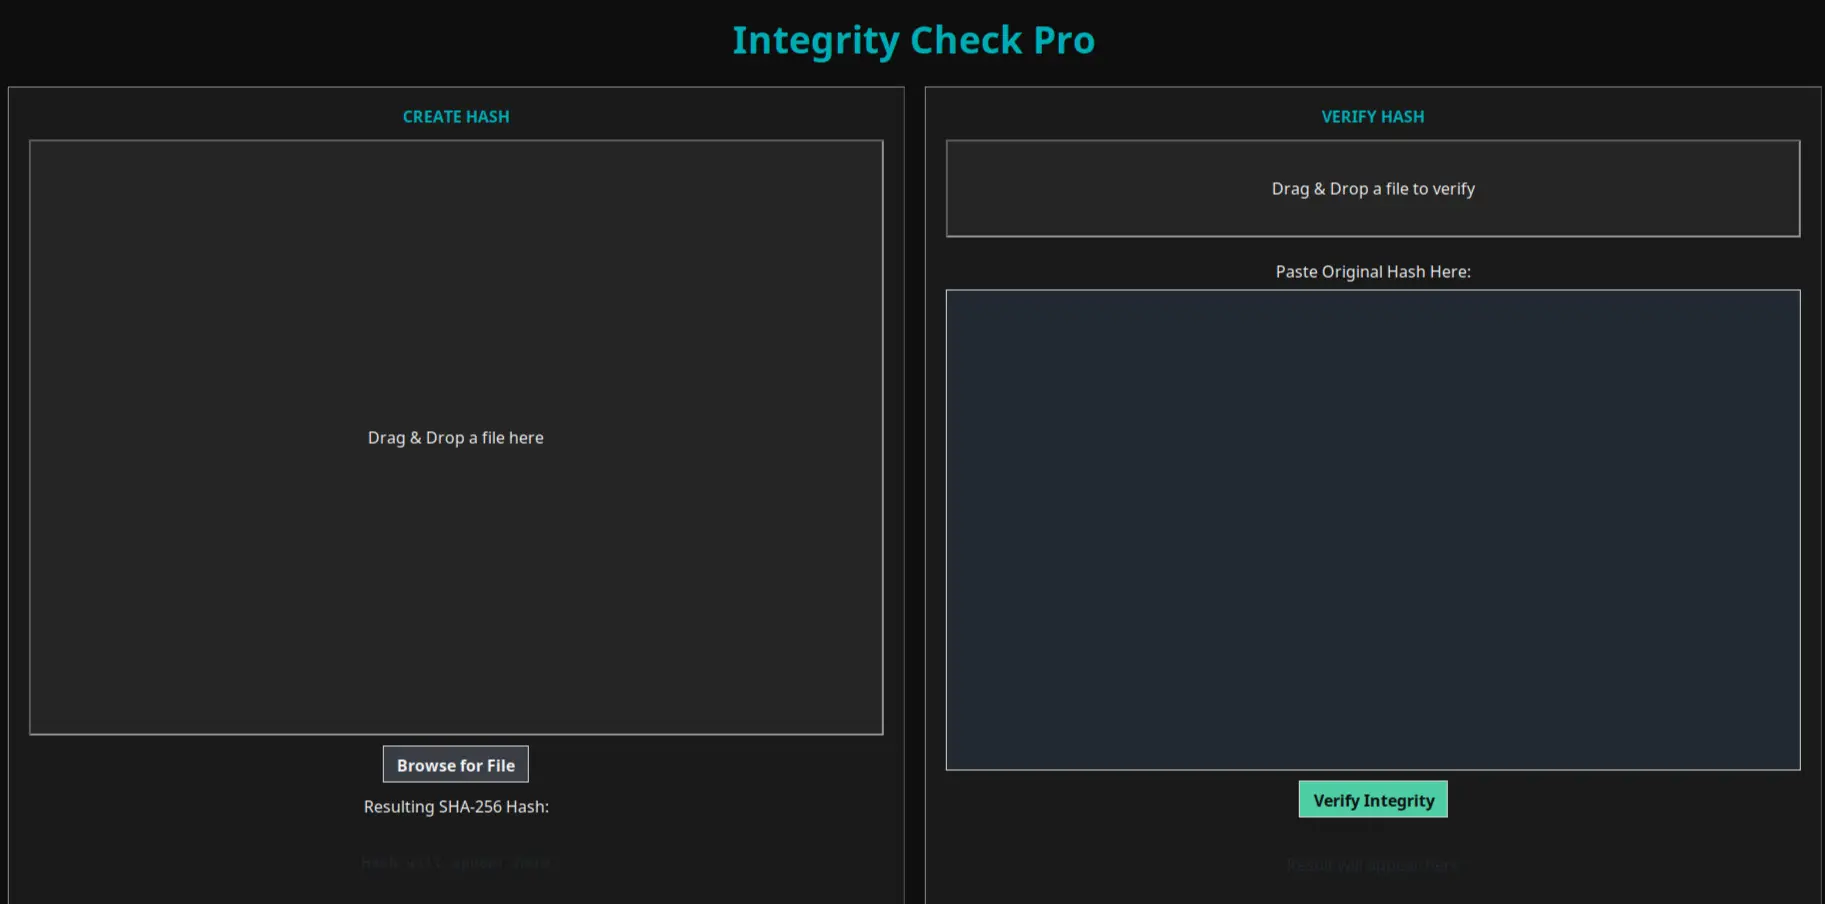 Integrity Check Pro
CREATE HASH
Drag & Drop a file here
Browse for File
Resulting SHA-256 Hash:
Hash will appear here
VERIFY HASH
Drag & Drop a file to verify
Paste Original Hash Here:
Verify Integrity
Result will appear here